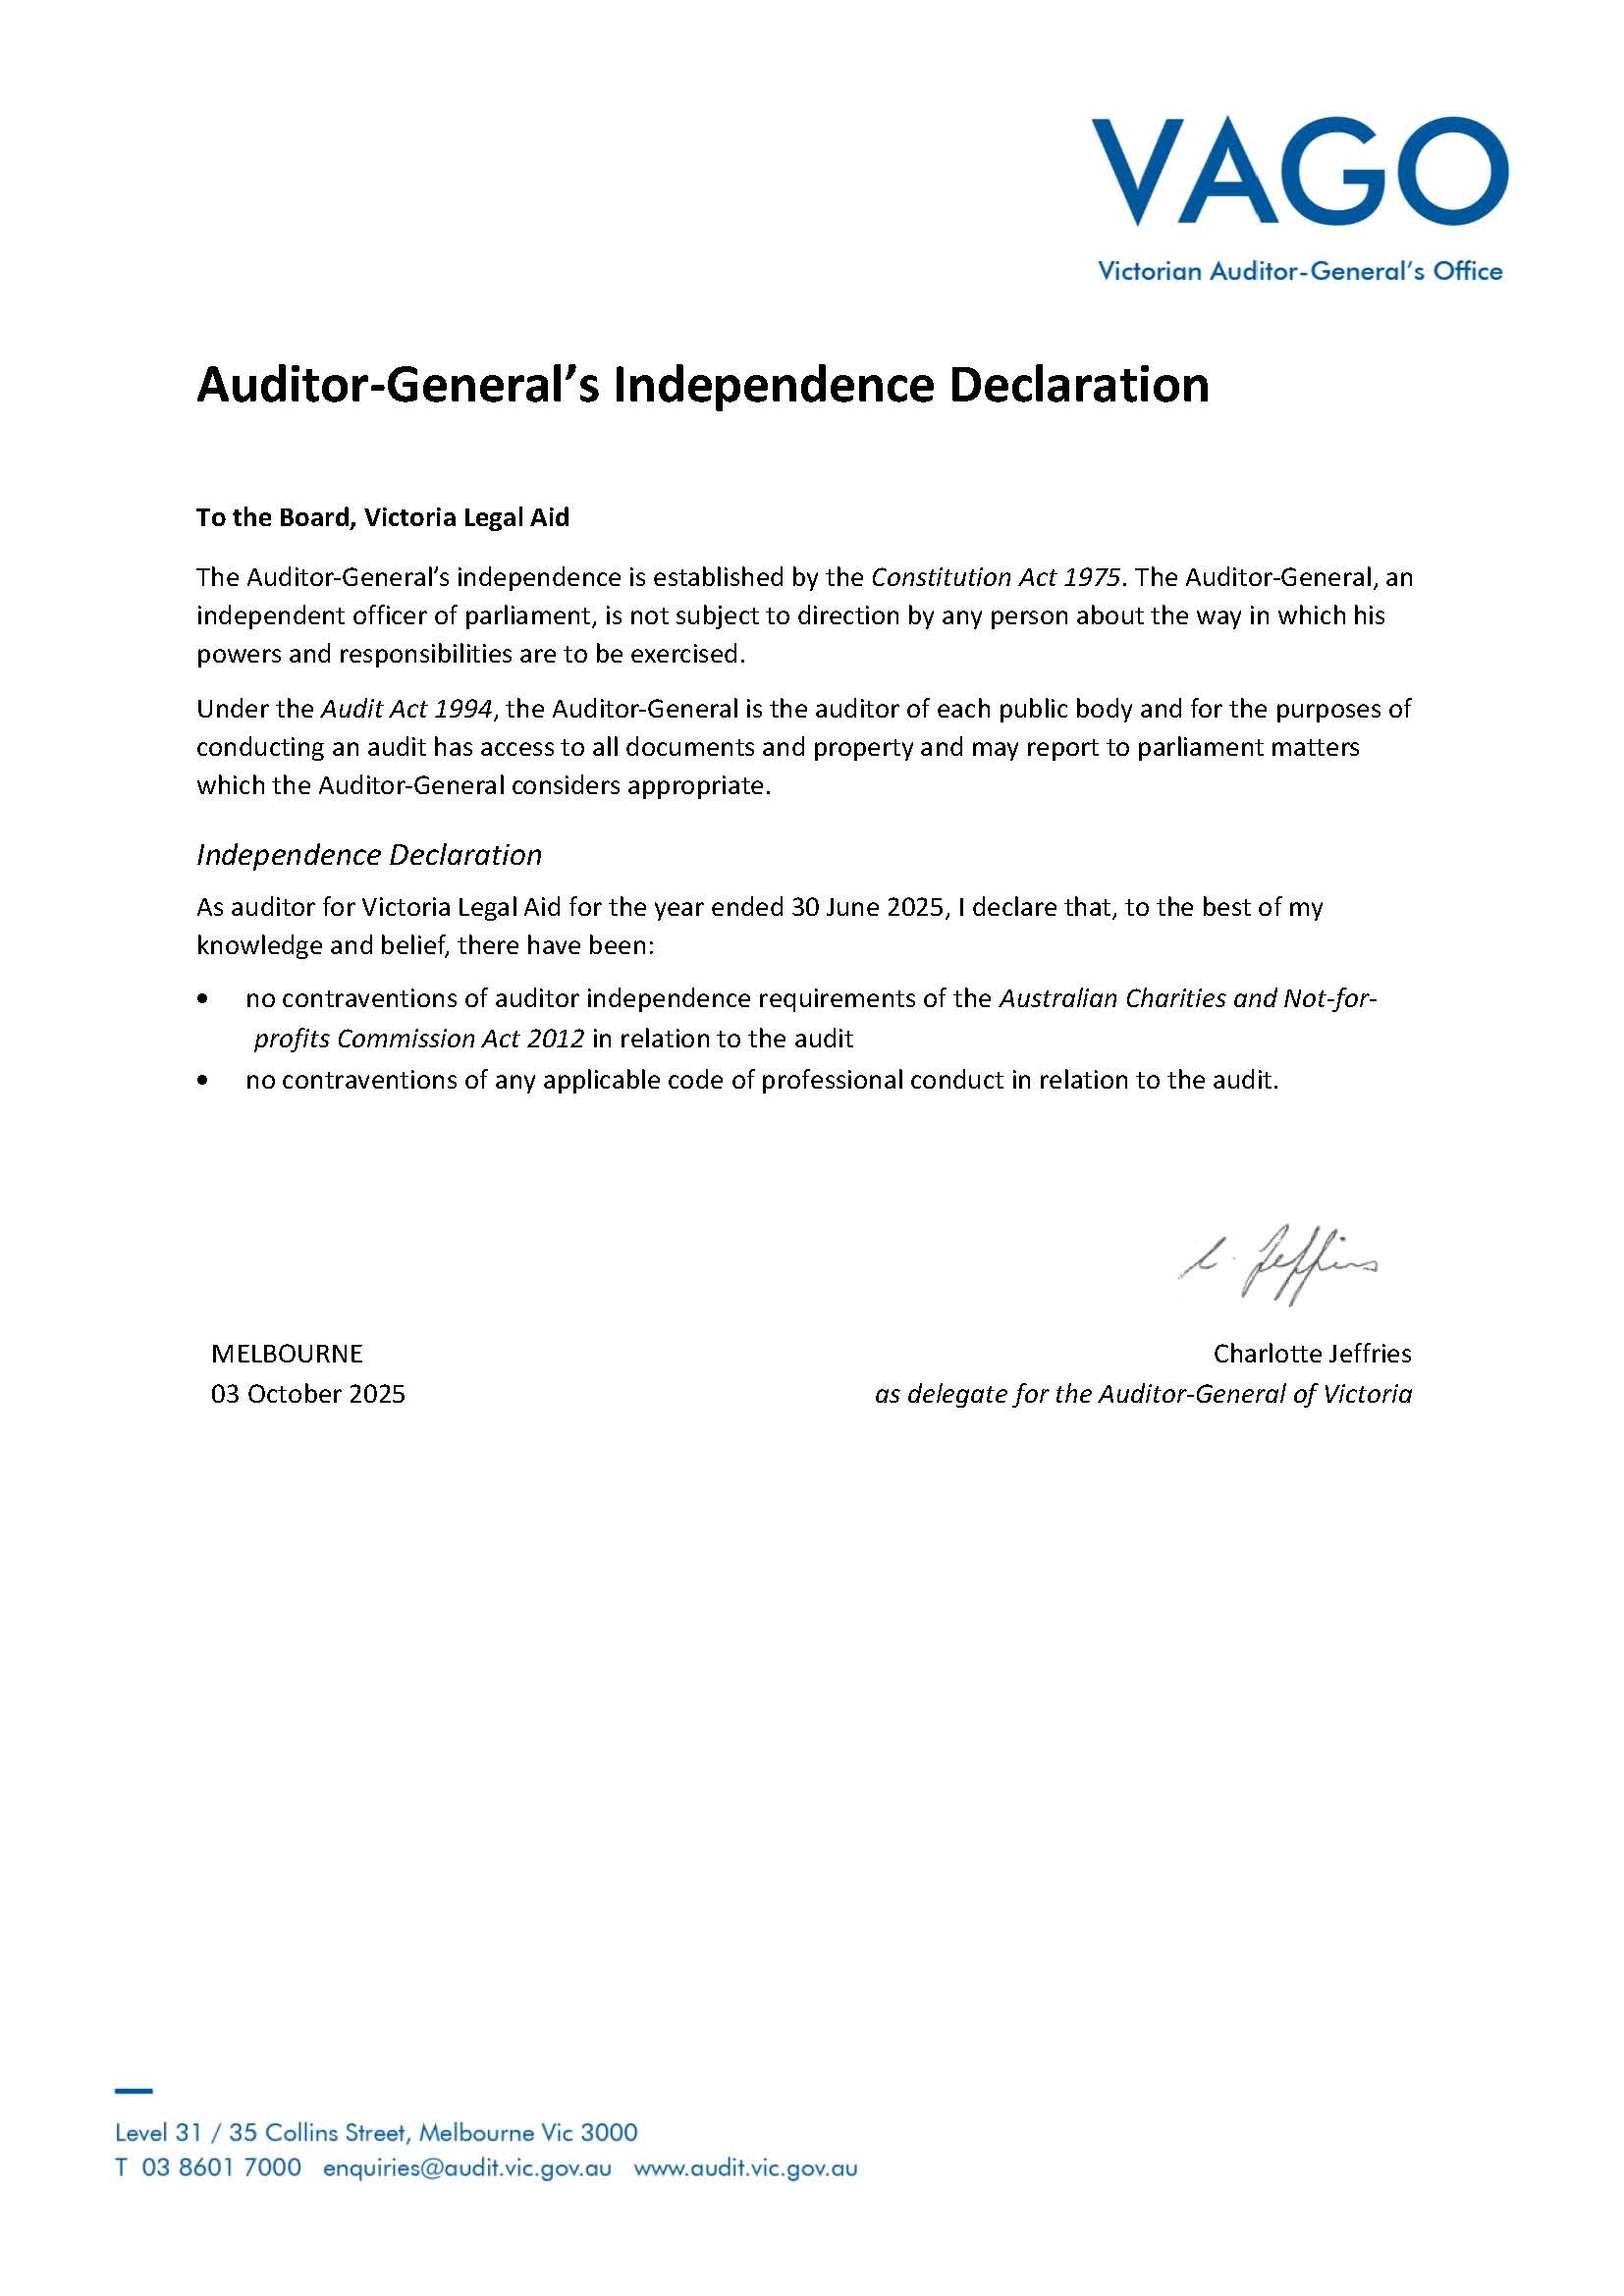 VAGO
Victorian Auditor-General's Office
Auditor-General's Independence Declaration
To the Board, Victoria Legal Aid
The Auditor-General's independence is established by the Constitution Act 1975. The Auditor-General, an
independent officer of parliament, is not subject to direction by any person about the way in which his
powers and responsibilities are to be exercised.
Under the Audit Act 1994, the Auditor-General is the auditor of each public body and for the purposes of
conducting an audit has access to all documents and property and may report to parliament matters
which the Auditor-General considers appropriate.
Independence Declaration
As auditor for Victoria Legal Aid for the year ended 30 June 2025, I declare that, to the best of my
knowledge and belief, there have been:
• no contraventions of auditor independence requirements of the Australian Charities and Not-for-
profits Commission Act 2012 in relation to the audit
• no contraventions of any applicable code of professional conduct in relation to the audit.
C. Jeffries
MELBOURNE
03 October 2025
Charlotte Jeffries
as delegate for the Auditor-General of Victoria
Level 31 / 35 Collins Street, Melbourne Vic 3000
T 03 8601 7000 enquiries@audit.vic.gov.au www.audit.vic.gov.au